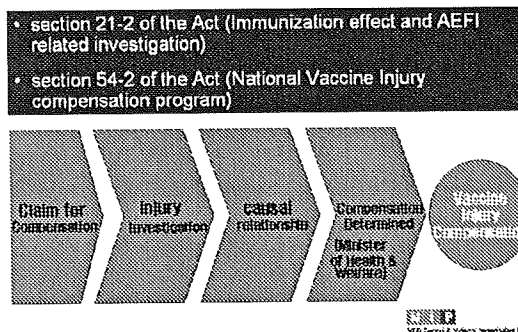 • section 21-2 of the Act (Immunization effect and AEFI
related investigation)
• section 54-2 of the Act (National Vaccine Injury
compensation program)
Claim for
Compensation
Injury
Investigation
causal
relationship
Compensation
Determined
(Minister
of Health &
Welfare)
Vaccine
Injury
Compensation